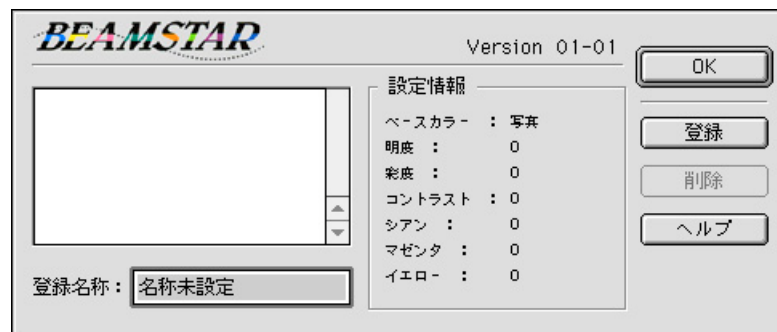 BEAMSTAR
Version 01-01
設定情報
ベースカラー : 写真
明度 : 0
彩度 : 0
コントラスト : 0
シアン : 0
マゼンタ : 0
イエロー : 0
登録名称: 名称未設定
OK
登録
削除
ヘルプ